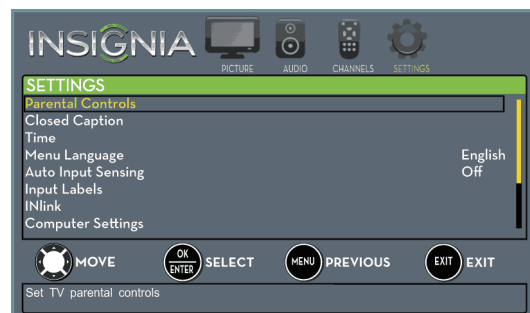 INSIGNIA
PICTURE AUDIO CHANNELS SETTINGS
SETTINGS
Parental Controls
Closed Caption
Time
Menu Language English
Auto Input Sensing Off
Input Labels
INlink
Computer Settings
MOVE OK ENTER SELECT MENU PREVIOUS EXIT EXIT
Set TV parental controls